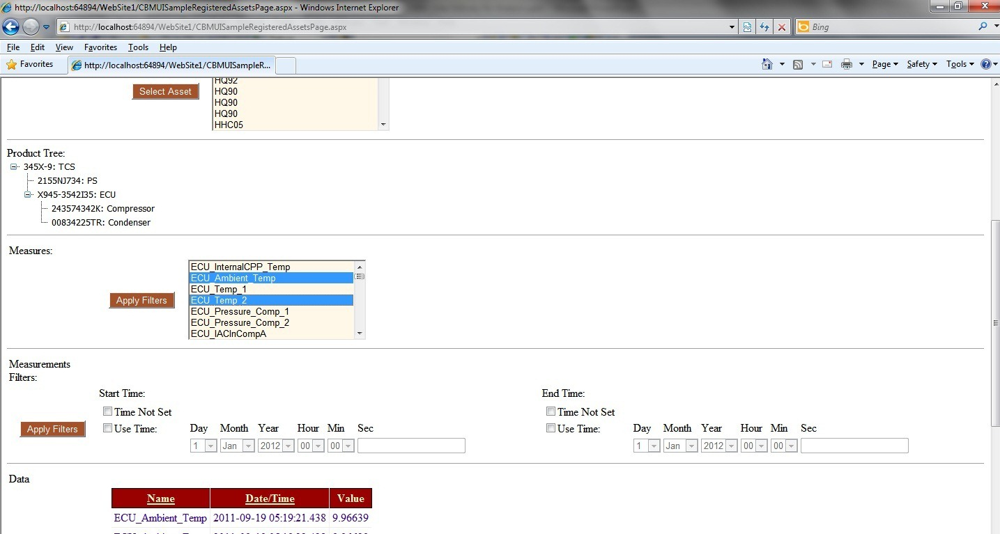 http://localhost:64894/WebSite1/CBMUISampleRegisteredAssetsPage.aspx - Windows Internet Explorer
http://localhost:64894/WebSite1/CBMUISampleRegisteredAssetsPage.aspx
Bing
File Edit View Favorites Tools Help
Favorites http://localhost:64894/WebSite1/CBMUISampleR... Page Safety Tools
HQ92
Select Asset HQ90
HQ90
HQ90
HHC05
Product Tree:
345X-9: TCS
2155NJ734: PS
X945-3542I35: ECU
243574342K: Compressor
00834225TR: Condenser
Measures:
ECU_InternalCPP_Temp
ECU_Ambient_Temp
ECU_Temp_1
Apply Filters ECU_Temp_2
ECU_Pressure_Comp_1
ECU_Pressure_Comp_2
ECU_IACInCompA
Measurements
Filters:
Start Time: End Time:
Time Not Set Time Not Set
Apply Filters Use Time: Day Month Year Hour Min Sec Use Time: Day Month Year Hour Min Sec
1 Jan 2012 00 00 1 Jan 2012 00 00
Data
Name Date/Time Value
ECU_Ambient_Temp 2011-09-19 05:19:21.438 9.96639